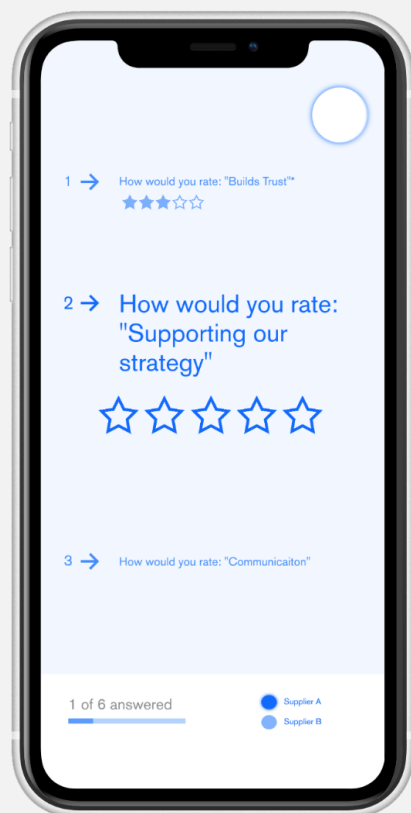 1 → How would you rate: "Builds Trust"*
2 → How would you rate:
"Supporting our
strategy"
3 → How would you rate: "Communicaiton"
1 of 6 answered
Supplier A
Supplier B